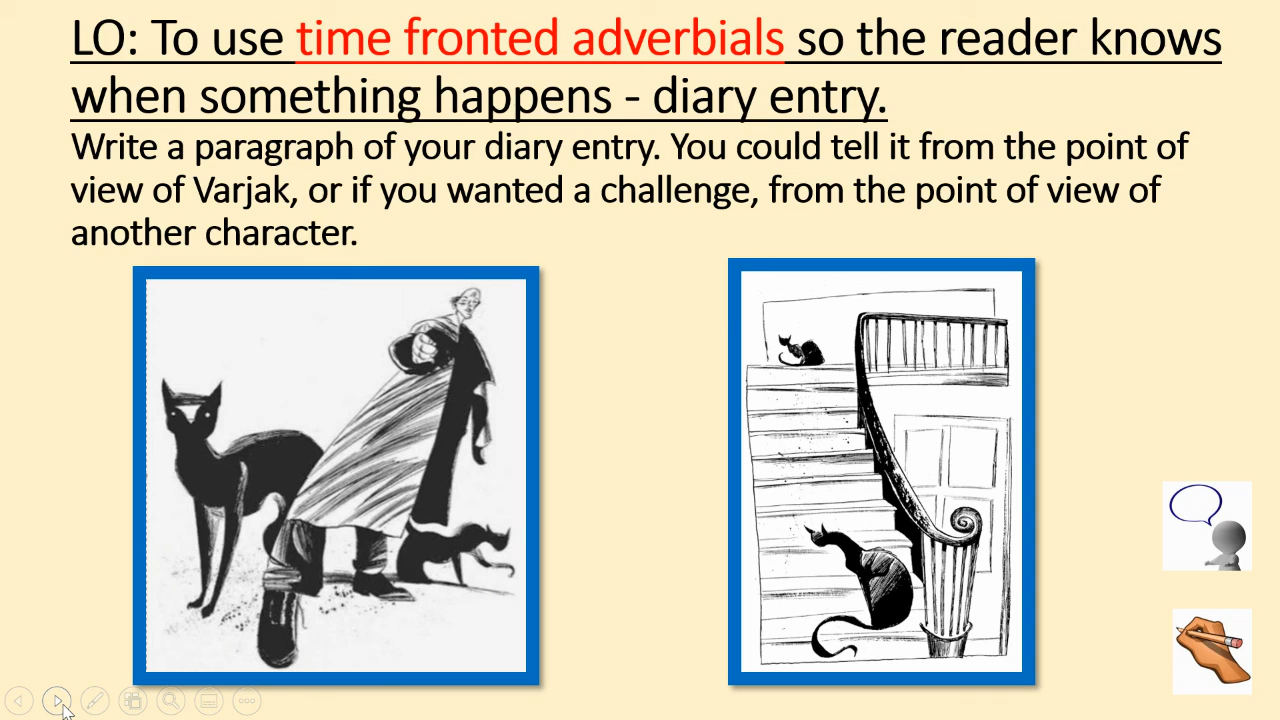 LO: To use time fronted adverbials so the reader knows
when something happens - diary entry.
Write a paragraph of your diary entry. You could tell it from the point of
view of Varjak, or if you wanted a challenge, from the point of view of
another character.